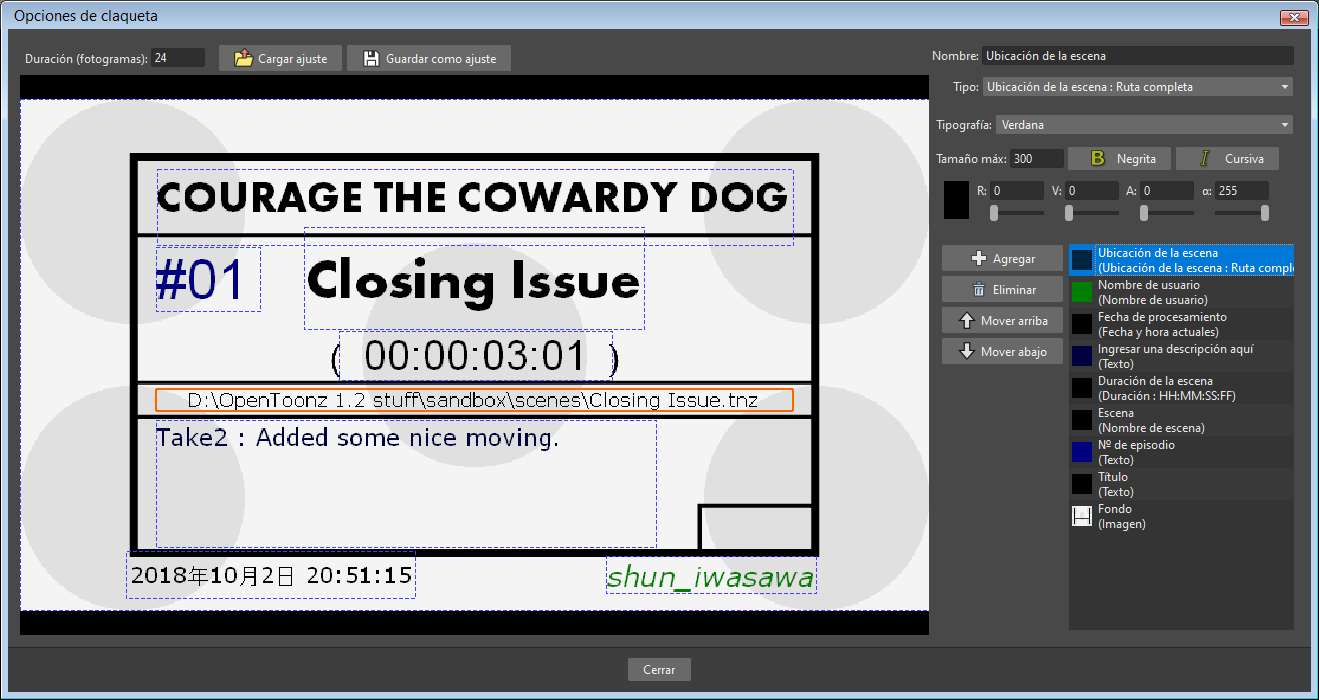 Opciones de claqueta
Duración (fotogramas): 24
Cargar ajuste
Guardar como ajuste
COURAGE THE COWARDY DOG
#01
Closing Issue
( 00:00:03:01 )
D:\OpenToonz 1.2 stuff\sandbox\scenes\Closing Issue.tnz
Take2 : Added some nice moving.
2018年10月2日 20:51:15
shun_iwasawa
Nombre: Ubicación de la escena
Tipo: Ubicación de la escena : Ruta completa
Tipografía: Verdana
Tamaño máx: 300
B Negrita
I Cursiva
R: 0 V: 0 A: 0 α: 255
Agregar
Eliminar
Mover arriba
Mover abajo
Ubicación de la escena
(Ubicación de la escena : Ruta compl
Nombre de usuario
(Nombre de usuario)
Fecha de procesamiento
(Fecha y hora actuales)
Ingresar una descripción aquí
(Texto)
Duración de la escena
(Duración : HH:MM:SS:FF)
Escena
(Nombre de escena)
Nº de episodio
(Texto)
Título
(Texto)
Fondo
(Imagen)
Cerrar